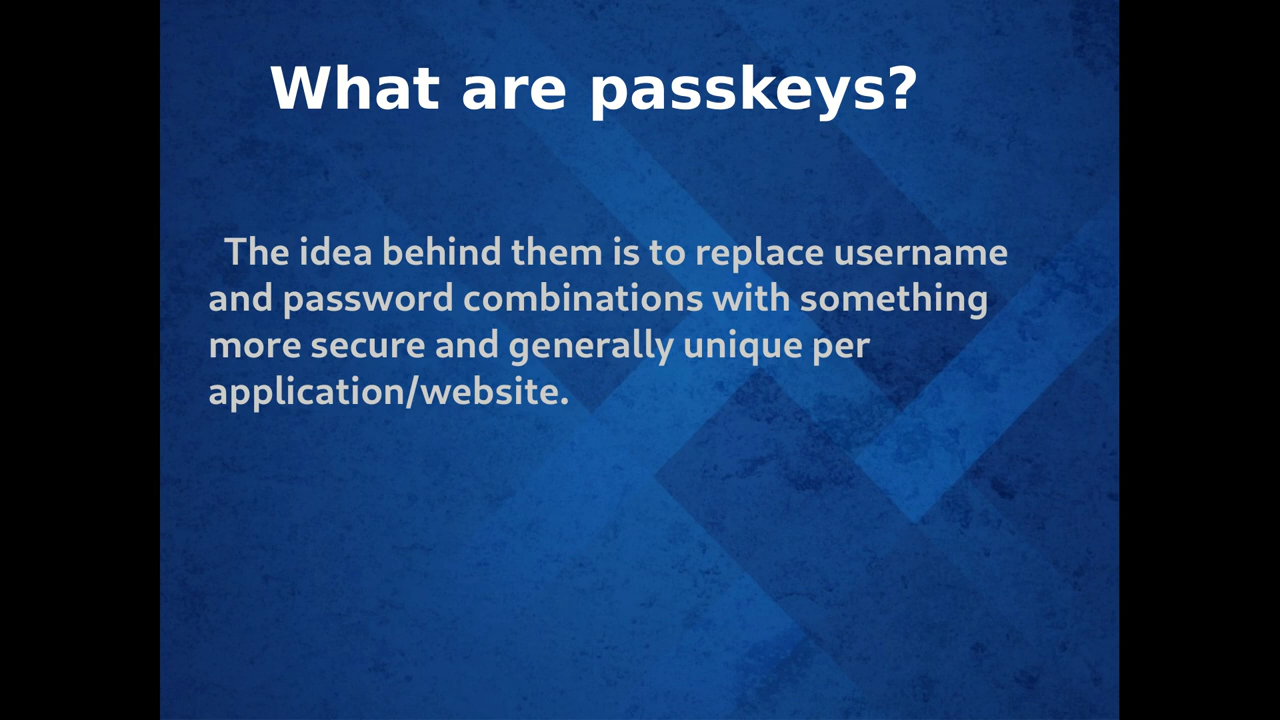 What are passkeys?
The idea behind them is to replace username
and password combinations with something
more secure and generally unique per
application/website.